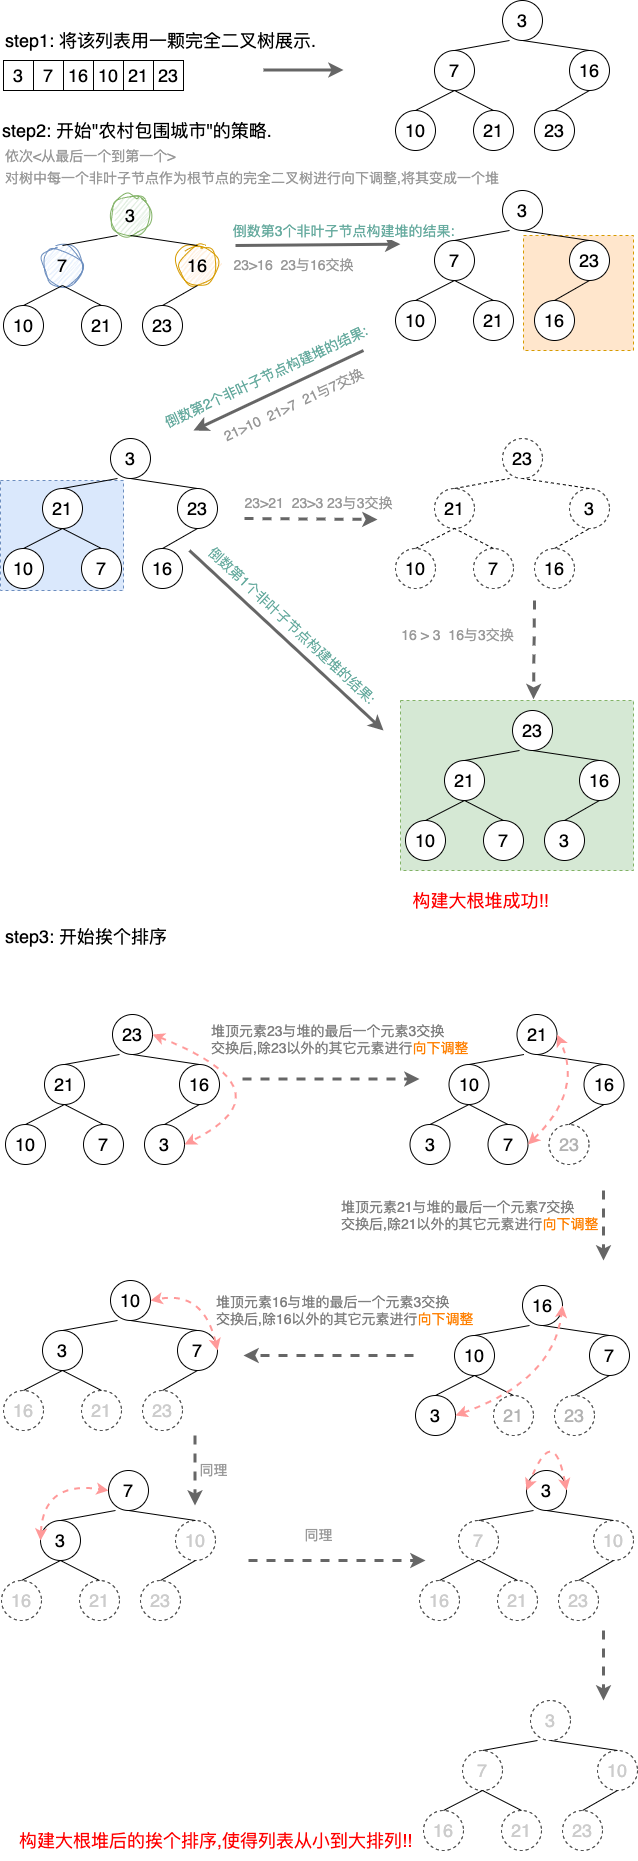 step1: 将该列表用一颗完全二叉树展示.
3 7 16 10 21 23
3
7 16
10 21 23
step2: 开始"农村包围城市"的策略.
依次<从最后一个到第一个>
对树中每一个非叶子节点作为根节点的完全二叉树进行向下调整,将其变成一个堆
3
7 16
10 21 23
倒数第3个非叶子节点构建堆的结果:
23>16 23与16交换
3
7 23
10 21 16
倒数第2个非叶子节点构建堆的结果:
21>10 21>7 21与7交换
3
21 23
10 7 16
23>21 23>3 23与3交换
23
21 3
10 7 16
倒数第1个非叶子节点构建堆的结果:
16 > 3 16与3交换
23
21 16
10 7 3
构建大根堆成功!!
step3: 开始挨个排序
23
21 16
10 7 3
堆顶元素23与堆的最后一个元素3交换
交换后,除23以外的其它元素进行向下调整
21
10 16
3 7 23
堆顶元素21与堆的最后一个元素7交换
交换后,除21以外的其它元素进行向下调整
16
10 7
3 21 23
堆顶元素16与堆的最后一个元素3交换
交换后,除16以外的其它元素进行向下调整
10
3 7
16 21 23
同理
7
3 10
16 21 23
同理
3
7 10
16 21 23
3
7 10
16 21 23
构建大根堆后的挨个排序,使得列表从小到大排列!!